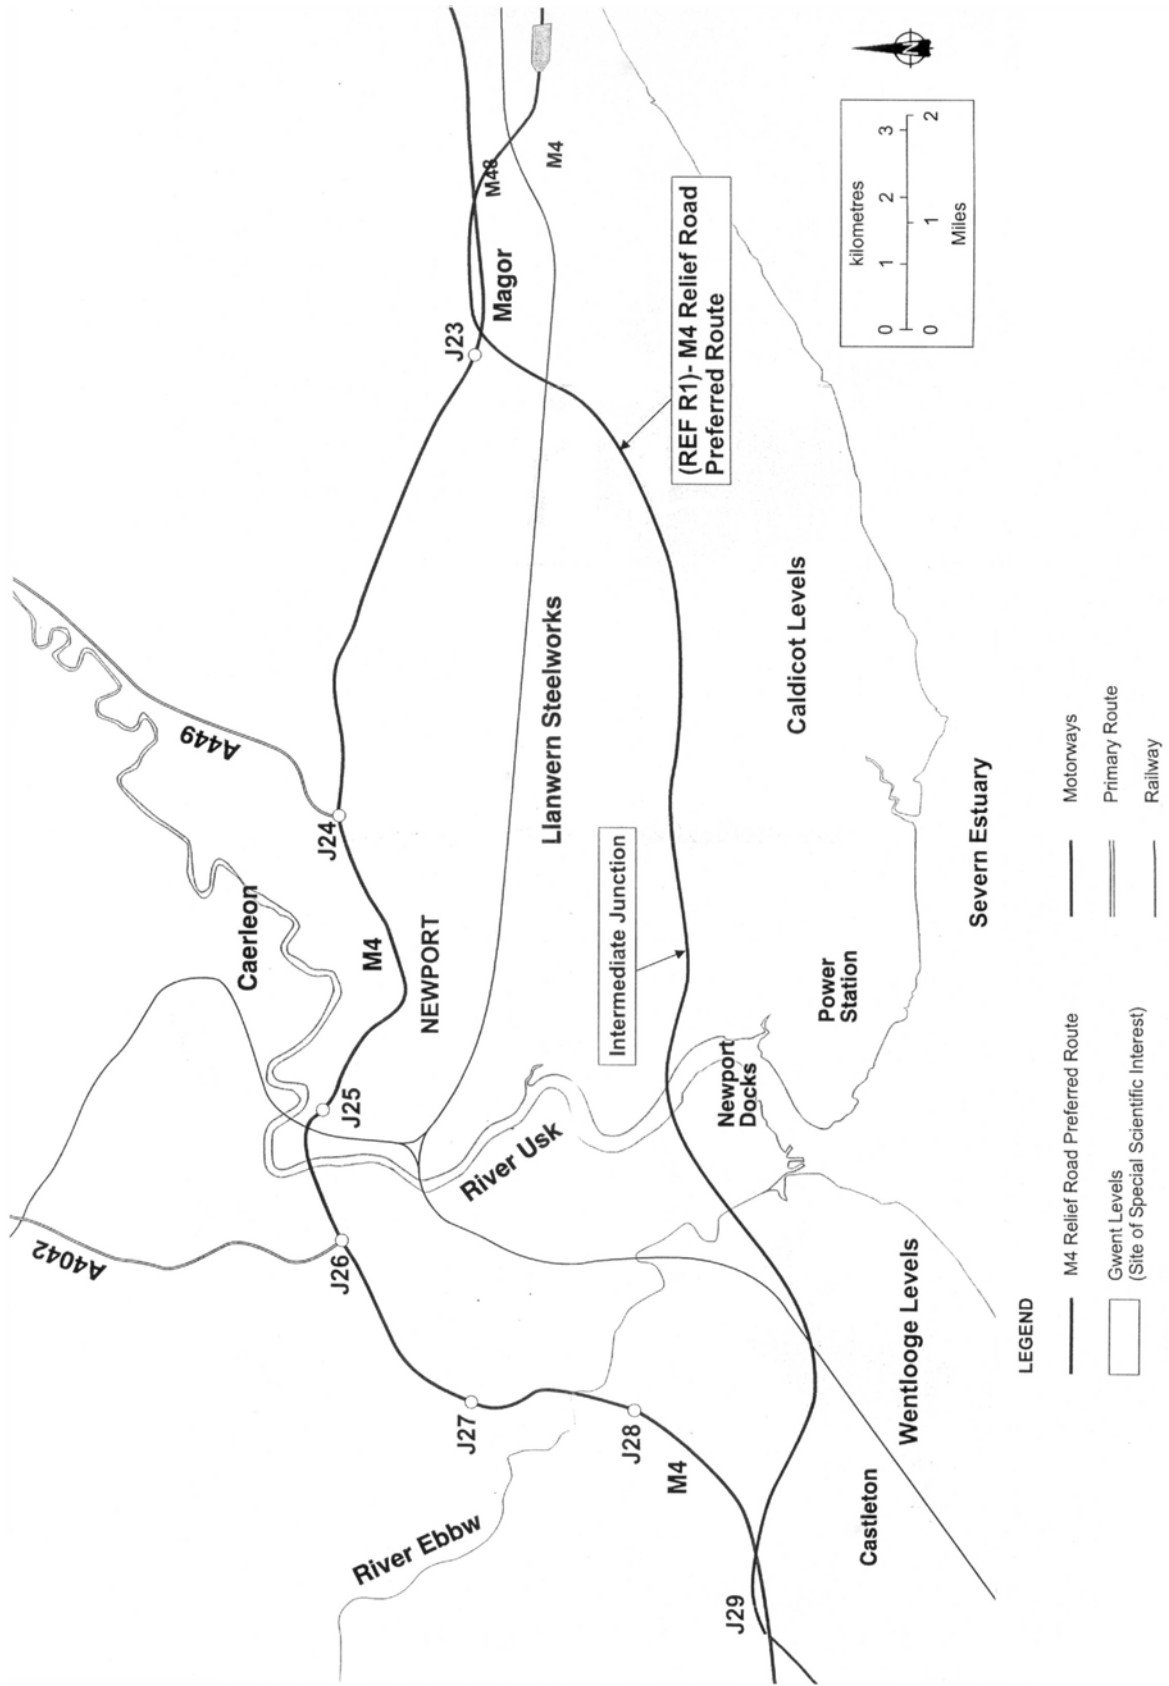 A4042
A449
Caerleon
J26
J25
J24
J27
M4
NEWPORT
J23
Magor
M48
M4
River Ebbw
River Usk
Llanwern Steelworks
J28
M4
Intermediate Junction
(REF R1)- M4 Relief Road
Preferred Route
J29
Newport
Docks
Power
Station
Caldicot Levels
Castleton
Wentlooge Levels
Severn Estuary
N
kilometres
0 1 2 3
0 1 2
Miles
LEGEND
M4 Relief Road Preferred Route
Motorways
Gwent Levels
(Site of Special Scientific Interest)
Primary Route
Railway